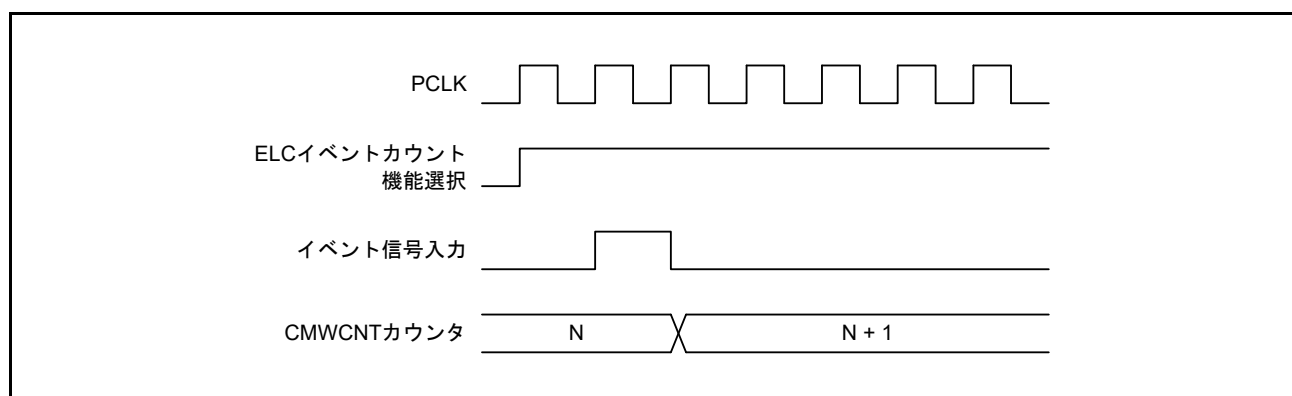 PCLK
ELCイベントカウント
機能選択
イベント信号入力
CMWCNTカウンタ
N
N + 1